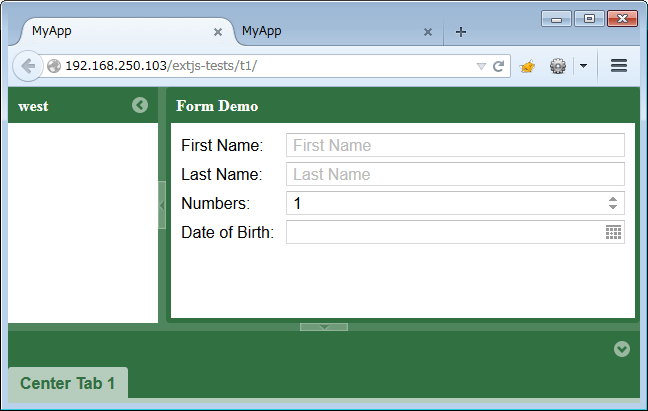 MyApp
MyApp
192.168.250.103/extjs-tests/t1/
west
Form Demo
First Name: First Name
Last Name: Last Name
Numbers: 1
Date of Birth:
Center Tab 1